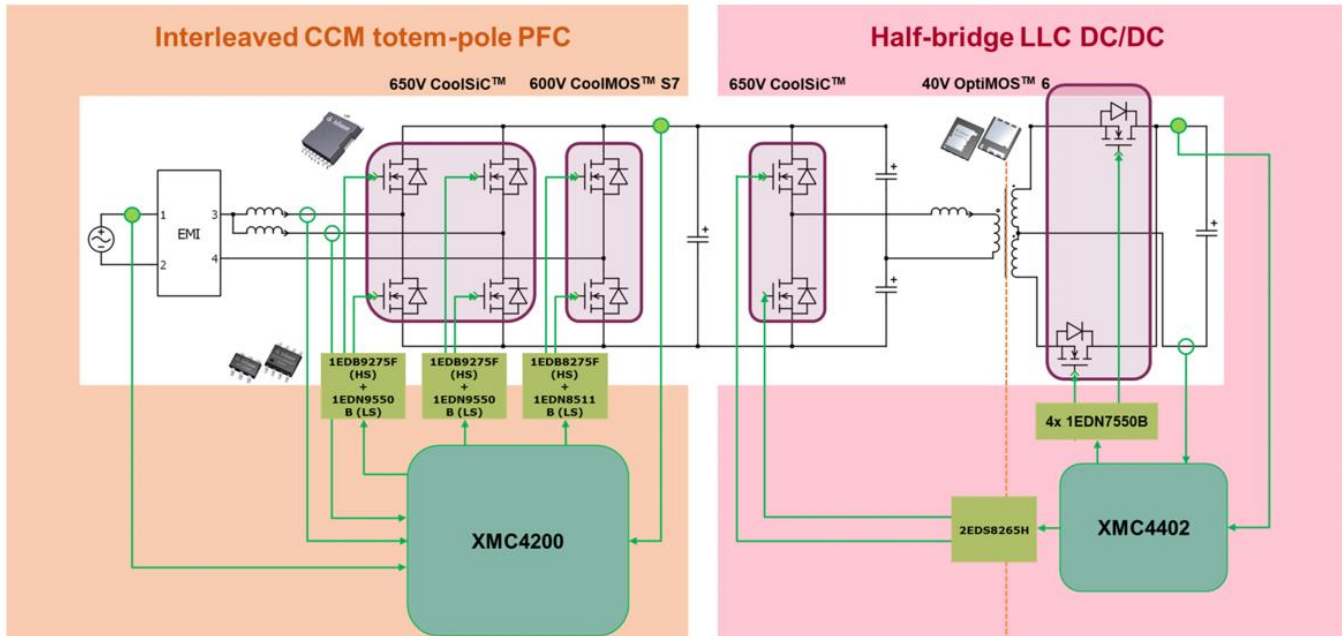 Interleaved CCM totem-pole PFC
Half-bridge LLC DC/DC
650V CoolSiC™
600V CoolMOS™ S7
650V CoolSiC™
40V OptiMOS™ 6
1
3
EMI
2
4
+
+
+
+
1EDB9275F
(HS)
+
1EDN9550
B (LS)
1EDB9275F
(HS)
+
1EDN9550
B (LS)
1EDB8275F
(HS)
+
1EDN8511
B (LS)
4x 1EDN7550B
2EDS8265H
XMC4200
XMC4402